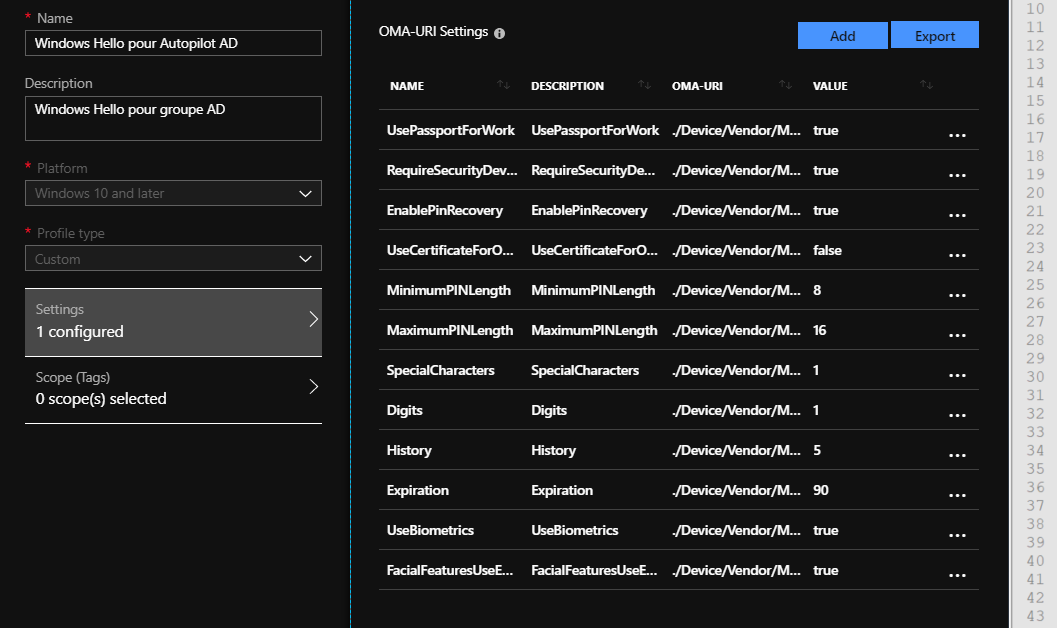 * Name
Windows Hello pour Autopilot AD
Description
Windows Hello pour groupe AD
* Platform
Windows 10 and later
* Profile type
Custom
Settings
1 configured
Scope (Tags)
0 scope(s) selected
OMA-URI Settings
Add Export
NAME DESCRIPTION OMA-URI VALUE
UsePassportForWork UsePassportForWork ./Device/Vendor/M... true ...
RequireSecurityDev... RequireSecurityDe... ./Device/Vendor/M... true ...
EnablePinRecovery EnablePinRecovery ./Device/Vendor/M... true ...
UseCertificateForO... UseCertificateForO... ./Device/Vendor/M... false ...
MinimumPINLength MinimumPINLength ./Device/Vendor/M... 8 ...
MaximumPINLength MaximumPINLength ./Device/Vendor/M... 16 ...
SpecialCharacters SpecialCharacters ./Device/Vendor/M... 1 ...
Digits Digits ./Device/Vendor/M... 1 ...
History History ./Device/Vendor/M... 5 ...
Expiration Expiration ./Device/Vendor/M... 90 ...
UseBiometrics UseBiometrics ./Device/Vendor/M... true ...
FacialFeaturesUseE... FacialFeaturesUseE... ./Device/Vendor/M... true ...
10
11
12
13
14
15
16
17
18
19
20
21
22
23
24
25
26
27
28
29
30
31
32
33
34
35
36
37
38
39
40
41
42
43